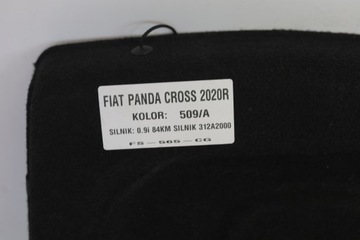 FIAT PANDA CROSS 2020R
KOLOR: 509/A
SILNIK: 0.9i 84KM SILNIK 312A2000
FS-565-CG